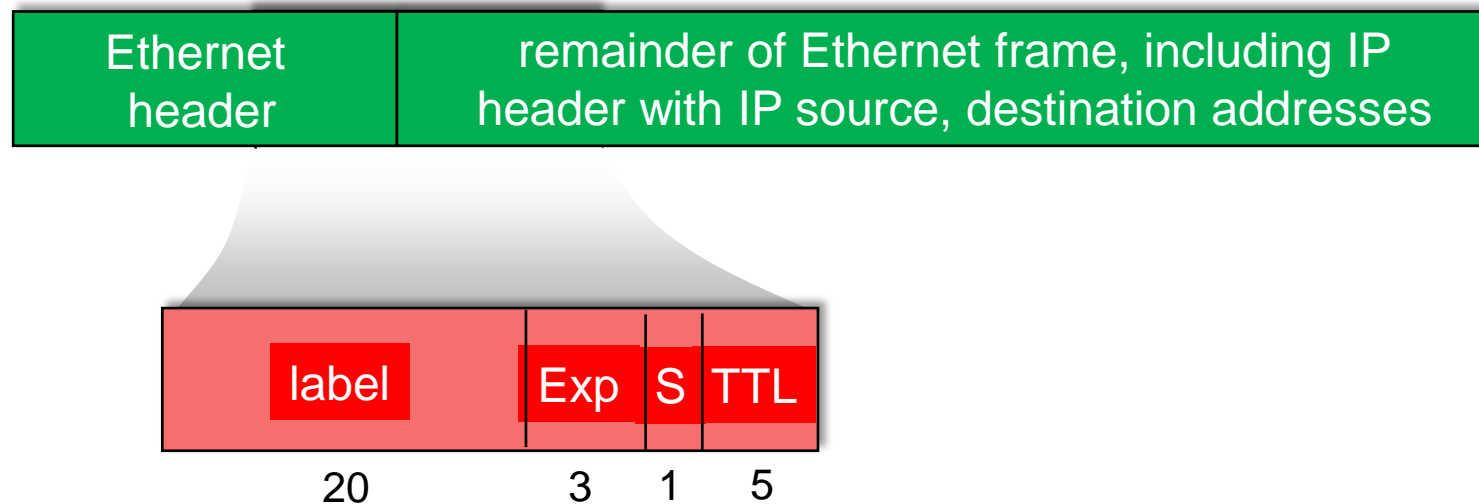 Ethernet
header
remainder of Ethernet frame, including IP
header with IP source, destination addresses
label Exp S TTL
20 3 1 5